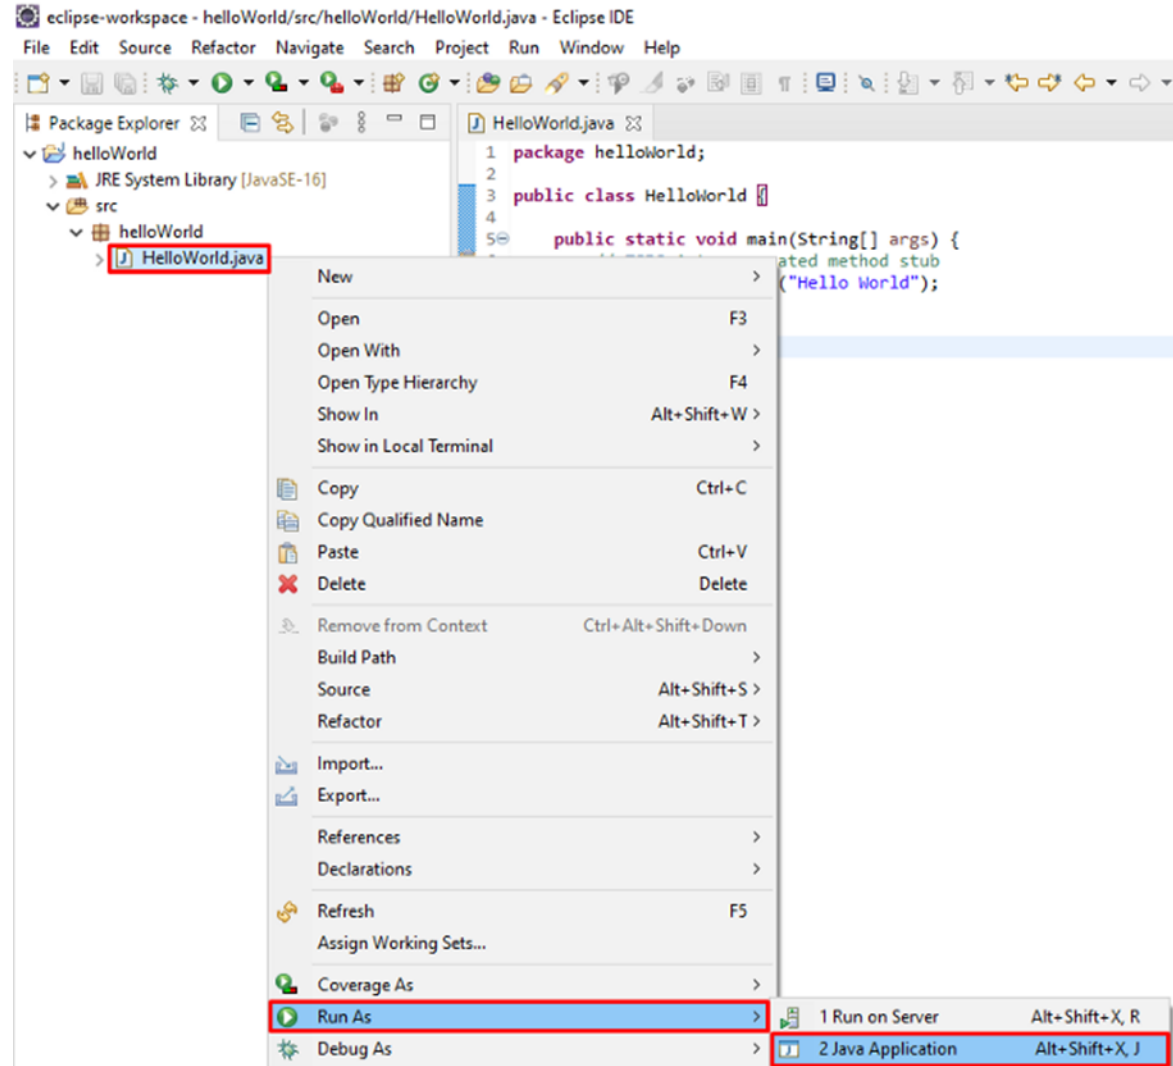 eclipse-workspace - helloWorld/src/helloWorld/HelloWorld.java - Eclipse IDE
File Edit Source Refactor Navigate Search Project Run Window Help
Package Explorer
helloWorld
JRE System Library [JavaSE-16]
src
helloWorld
HelloWorld.java
HelloWorld.java
1 package helloWorld;
2
3 public class HelloWorld {
4
5 public static void main(String[] args) {
ated method stub
("Hello World");
New
Open F3
Open With
Open Type Hierarchy F4
Show In Alt+Shift+W
Show in Local Terminal
Copy Ctrl+C
Copy Qualified Name
Paste Ctrl+V
Delete Delete
Remove from Context Ctrl+Alt+Shift+Down
Build Path
Source Alt+Shift+S
Refactor Alt+Shift+T
Import...
Export...
References
Declarations
Refresh F5
Assign Working Sets...
Coverage As
Run As
Debug As
1 Run on Server Alt+Shift+X, R
2 Java Application Alt+Shift+X, J